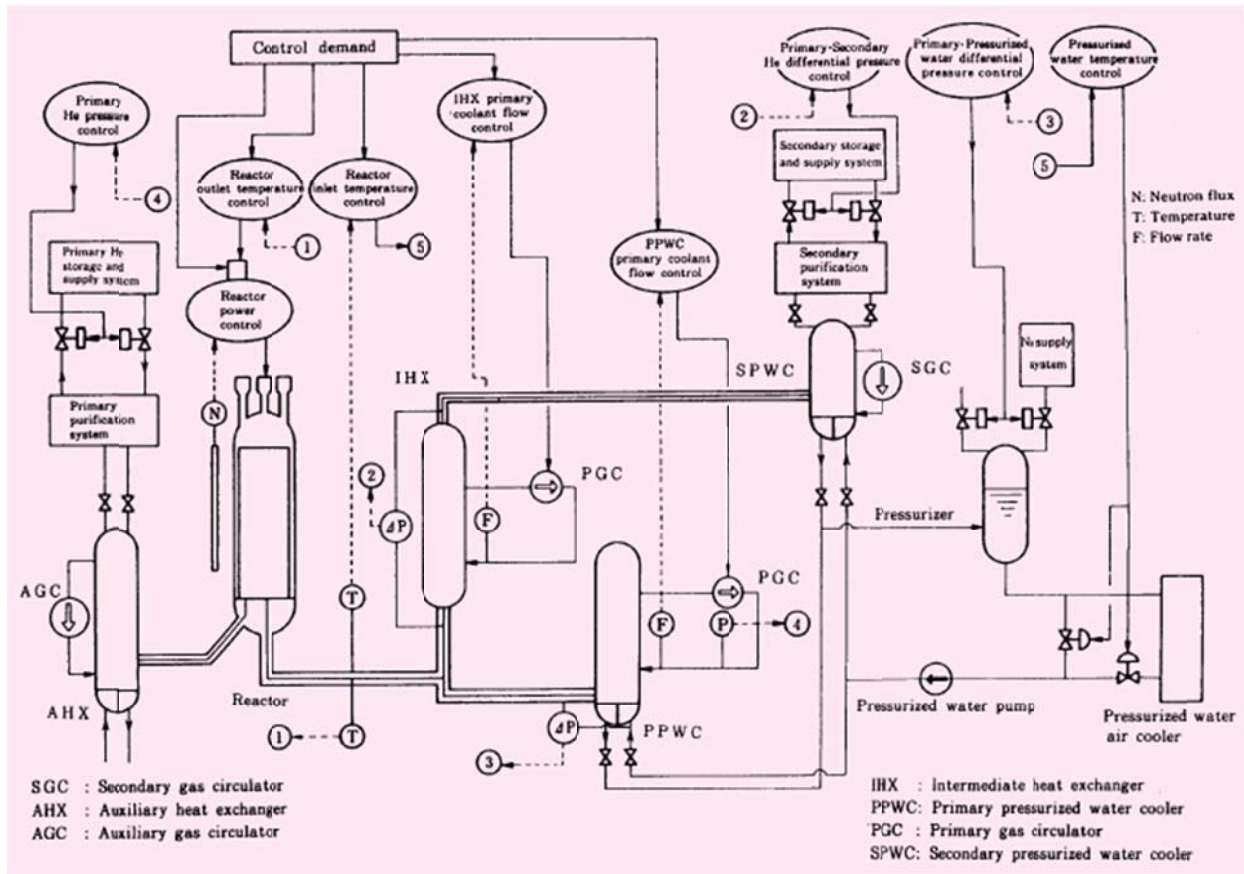 Control demand
Primary
He pressure
control
4
Reactor
outlet temperature
control
Reactor
inlet temperature
control
IHX primary
coolant flow
control
Primary-Secondary
He differential pressure
control
Primary-Pressurized
water differential
pressure control
Pressurized
water temperature
control
2
3
5
1
5
Secondary storage
and supply system
N: Neutron flux
T: Temperature
F: Flow rate
PPWC
primary coolant
flow control
Primary He
storage and
supply system
Reactor
power
control
Secondary
purification
system
N₂ supply
system
SPWC
SGC
IHX
Primary
purification
system
N
2
ΔP
F
PGC
Pressurizer
AGC
T
PGC
F
P
4
Reactor
AHX
1
T
ΔP
PPWC
3
Pressurized water pump
Pressurized water
air cooler
SGC : Secondary gas circulator
AHX : Auxiliary heat exchanger
AGC : Auxiliary gas circulator
IHX : Intermediate heat exchanger
PPWC: Primary pressurized water cooler
PGC : Primary gas circulator
SPWC: Secondary pressurized water cooler